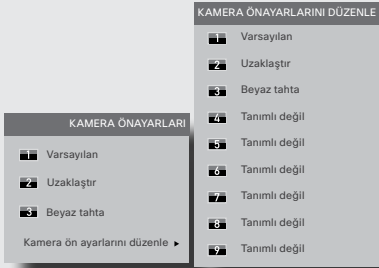 KAMERA ÖNAYARLARI
1 Varsayılan
2 Uzaklaştır
3 Beyaz tahta
Kamera ön ayarlarını düzenle ▸
KAMERA ÖNAYARLARINI DÜZENLE
1 Varsayılan
2 Uzaklaştır
3 Beyaz tahta
4 Tanımlı değil
5 Tanımlı değil
6 Tanımlı değil
7 Tanımlı değil
8 Tanımlı değil
9 Tanımlı değil